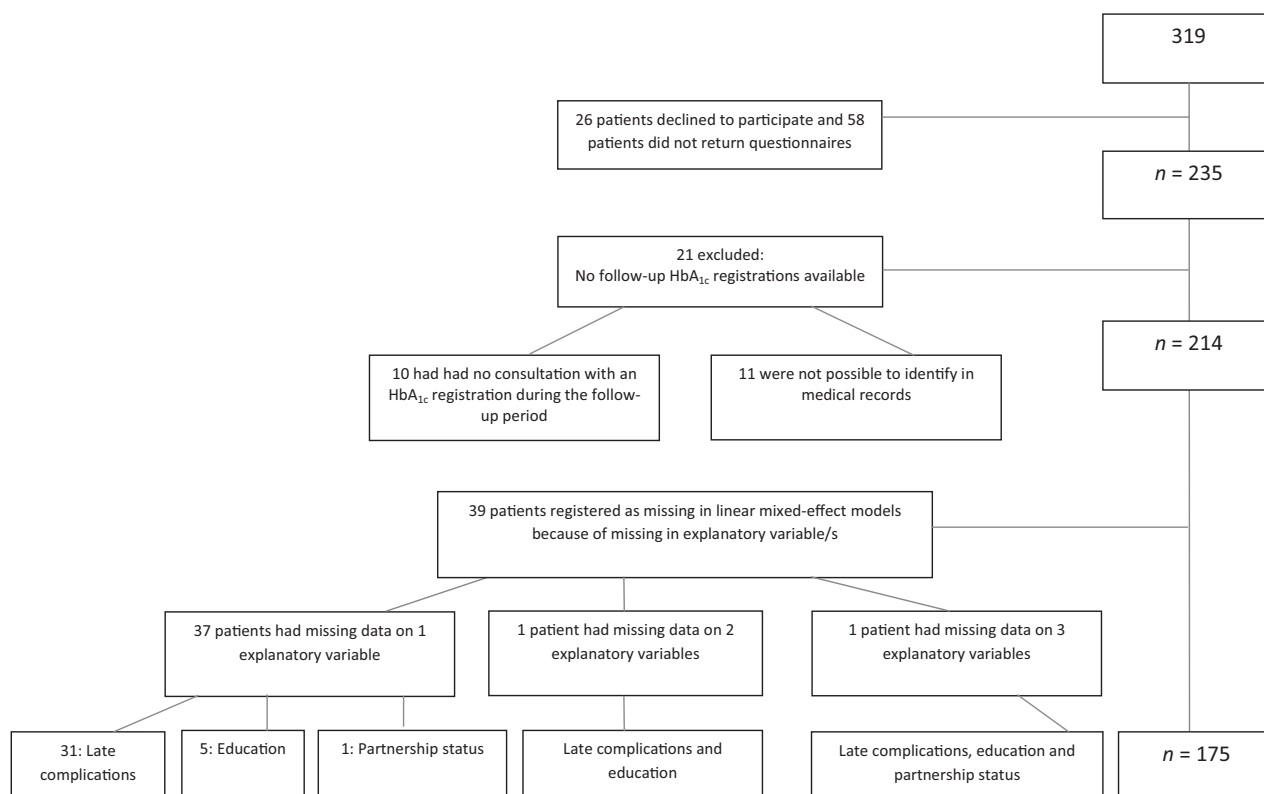 319
26 patients declined to participate and 58
patients did not return questionnaires
n = 235
21 excluded:
No follow-up HbA1c registrations available
n = 214
10 had had no consultation with an
HbA1c registration during the follow-
up period
11 were not possible to identify in
medical records
39 patients registered as missing in linear mixed-effect models
because of missing in explanatory variable/s
37 patients had missing data on 1
explanatory variable
1 patient had missing data on 2
explanatory variables
1 patient had missing data on 3
explanatory variables
31: Late
complications
5: Education
1: Partnership status
Late complications and
education
Late complications, education and
partnership status
n = 175